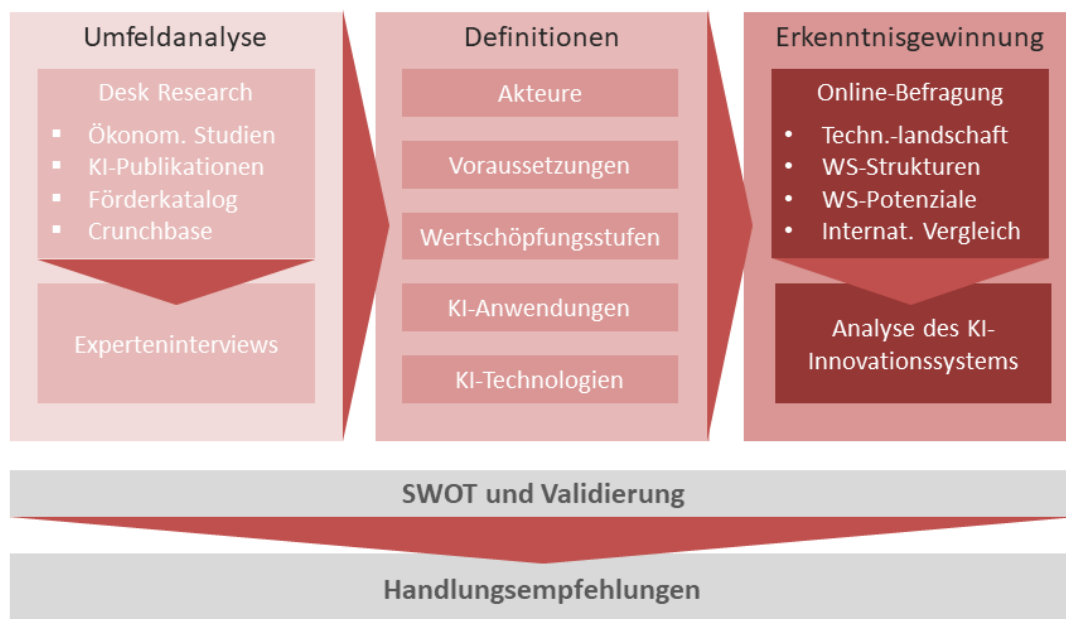 Umfeldanalyse
Desk Research
▪ Ökonom. Studien
▪ KI-Publikationen
▪ Förderkatalog
▪ Crunchbase
Experteninterviews
Definitionen
Akteure
Voraussetzungen
Wertschöpfungsstufen
KI-Anwendungen
KI-Technologien
Erkenntnisgewinnung
Online-Befragung
• Techn.-landschaft
• WS-Strukturen
• WS-Potenziale
• Internat. Vergleich
Analyse des KI-
Innovationssystems
SWOT und Validierung
Handlungsempfehlungen